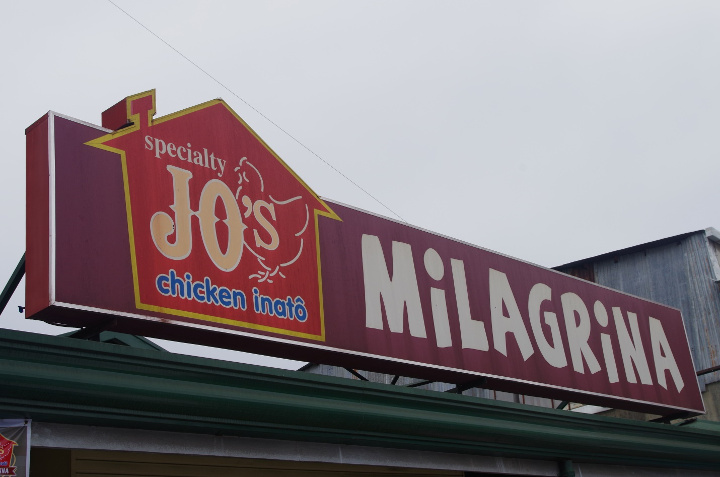 specialty
JO'S
chicken inatô
MiLAGRiNA